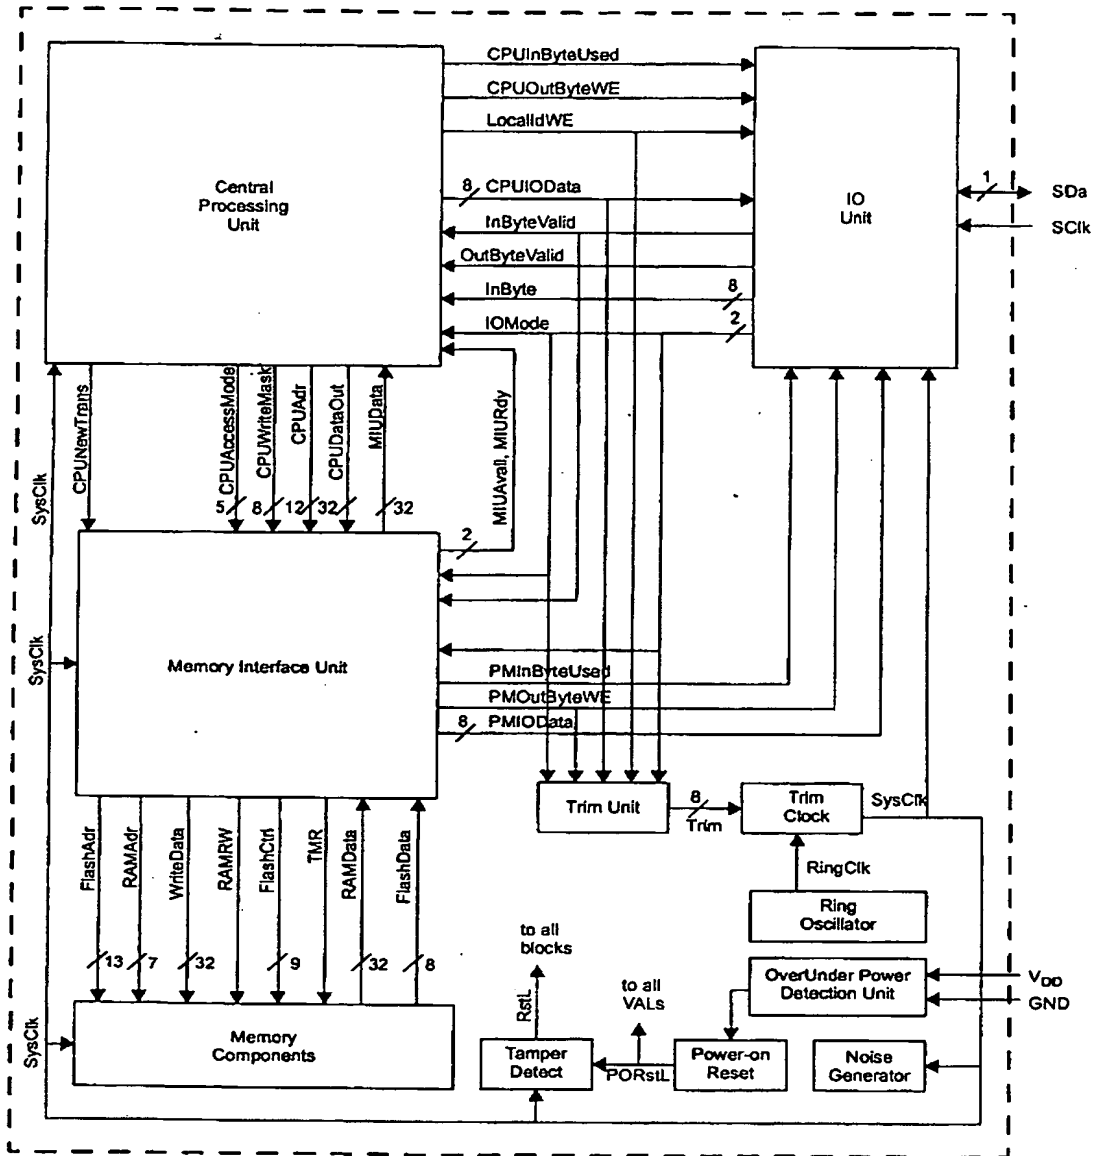 CPUInByteUsed
CPUOutByteWE
LocalIdWE
Central
Processing
Unit
8
CPUIOData
IO
Unit
1
SDa
SClk
InByteValid
OutByteValid
InByte
8
IOMode
2
SysClk
CPUNewTrans
CPUAccessMode
CPUWriteMask
CPUAdr
CPUDataOut
MIUData
MIUAvail, MIURdy
5
8
12
32
32
2
SysClk
Memory Interface Unit
PMInByteUsed
PMOutByteWE
8
PMIOData
Trim Unit
8
Trim
Trim
Clock
SysClk
RingClk
Ring
Oscillator
FlashAdr
RAMAdr
WriteData
RAMRW
FlashCtrl
TMR
RAMData
FlashData
13
7
32
9
32
8
to all
blocks
RstL
to all
VALs
OverUnder Power
Detection Unit
VDD
GND
SysClk
Memory
Components
Tamper
Detect
PORstL
Power-on
Reset
Noise
Generator